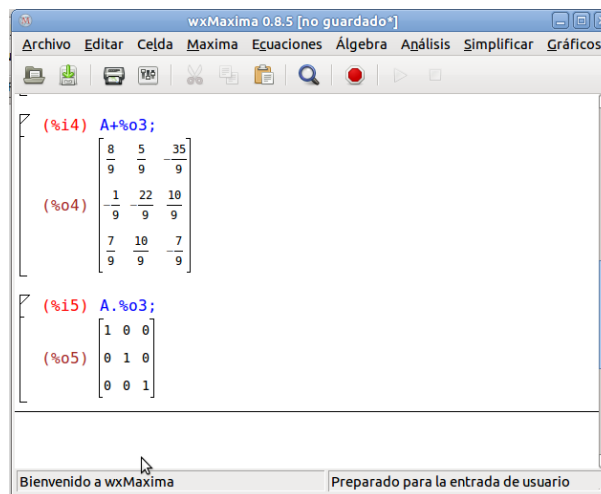 wxMaxima 0.8.5 [no guardado*]
Archivo Editar Celda Maxima Ecuaciones Álgebra Análisis Simplificar Gráficos
(%i4) A+%o3;
8/9 5/9 -35/9
(%o4) -1/9 -22/9 10/9
7/9 10/9 -7/9
(%i5) A.%o3;
1 0 0
(%o5) 0 1 0
0 0 1
Bienvenido a wxMaxima Preparado para la entrada de usuario